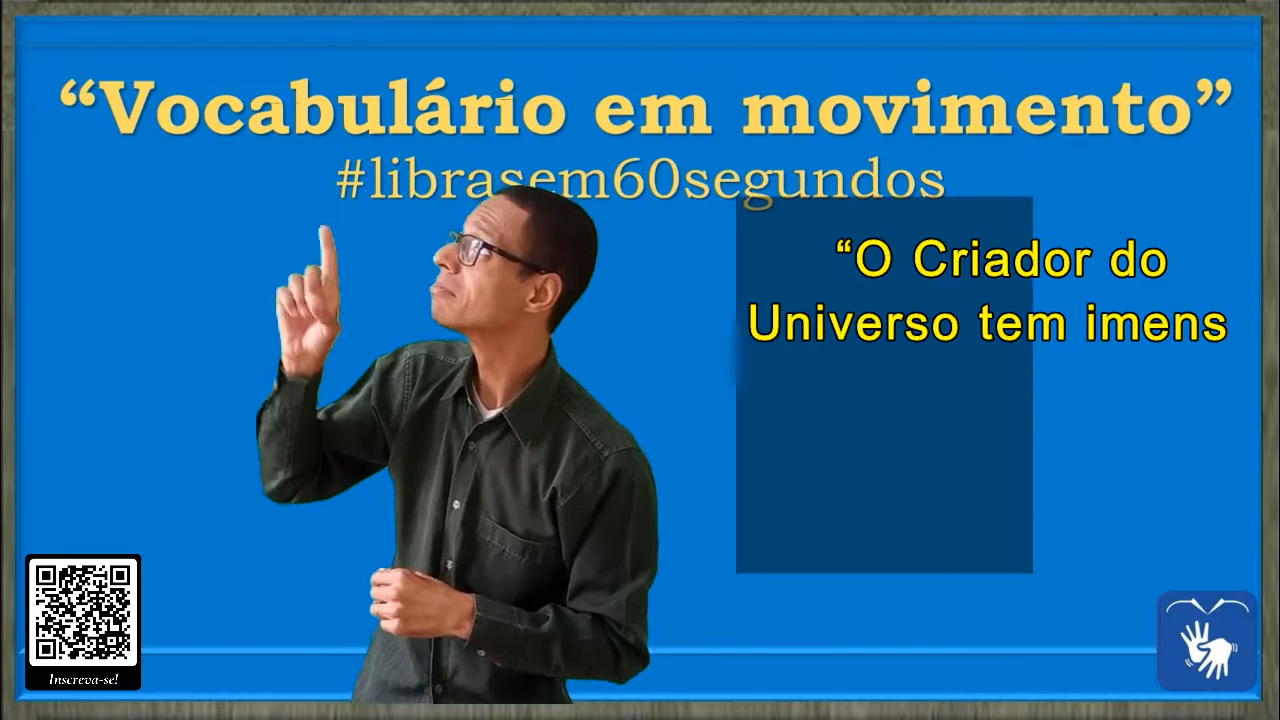 “Vocabulário em movimento”
#librasem60segundos
“O Criador do
Universo tem imens
Inscreva-se!